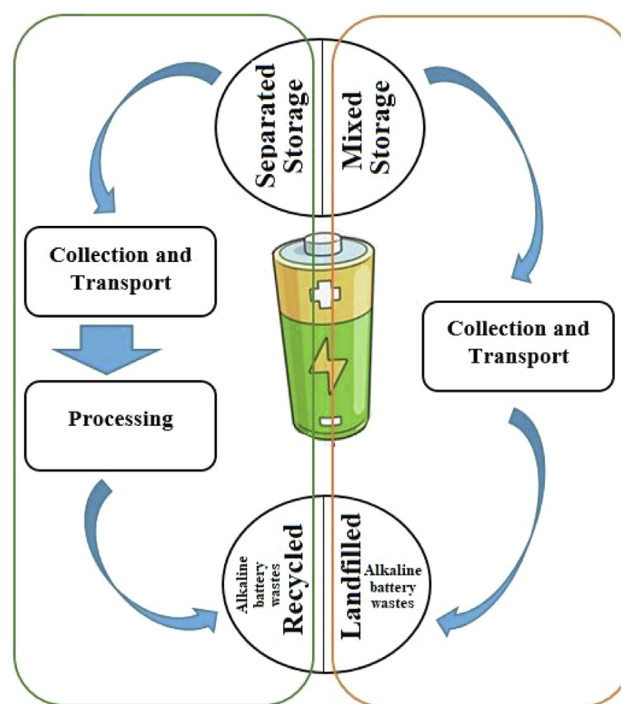 Separated
Storage
Mixed
Storage
Collection and
Transport
Processing
Collection and
Transport
Alkaline
battery
wastes
Recycled
Landfilled
Alkaline
battery
wastes